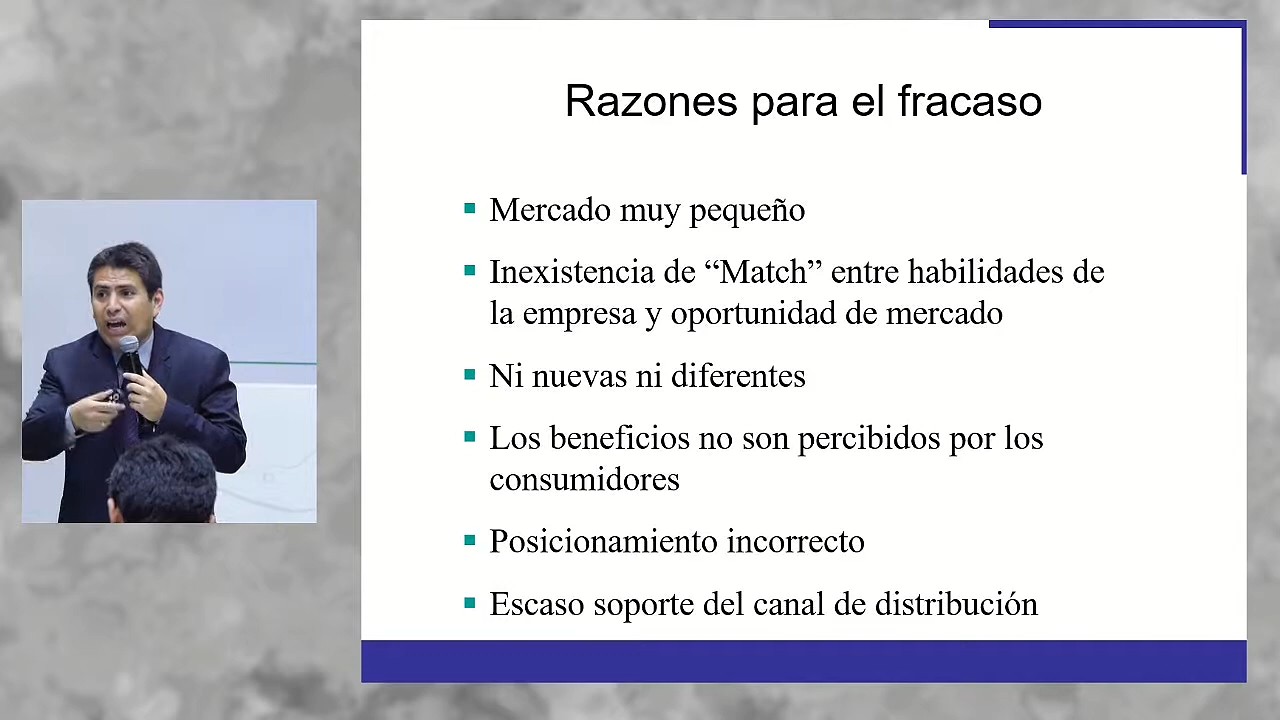 Razones para el fracaso
Mercado muy pequeño
Inexistencia de “Match” entre habilidades de
la empresa y oportunidad de mercado
Ni nuevas ni diferentes
Los beneficios no son percibidos por los
consumidores
Posicionamiento incorrecto
Escaso soporte del canal de distribución